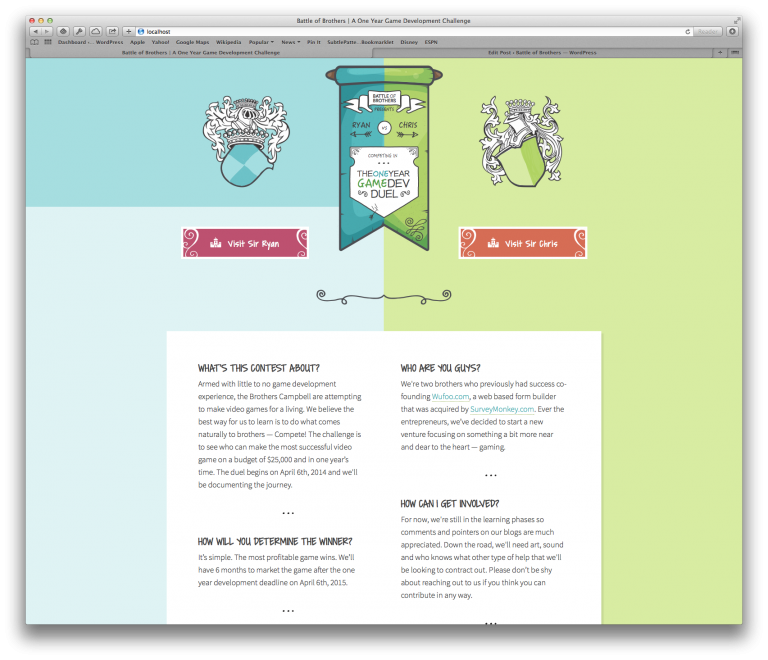 Battle of Brothers | A One Year Game Development Challenge
localhost
Reader
Dashboard ‹... WordPress Apple Yahoo! Google Maps Wikipedia Popular News Pin It SubtlePatte...Bookmarklet Disney ESPN
Battle of Brothers | A One Year Game Development Challenge
Edit Post ‹ Battle of Brothers — WordPress
BATTLE OF
BROTHERS
PRESENTS
RYAN VS CHRIS
COMPETING IN
THE ONE YEAR
GAME DEV
DUEL
Visit Sir Ryan
Visit Sir Chris
WHAT'S THIS CONTEST ABOUT?
Armed with little to no game development
experience, the Brothers Campbell are attempting
to make video games for a living. We believe the
best way for us to learn is to do what comes
naturally to brothers — Compete! The challenge is
to see who can make the most successful video
game on a budget of $25,000 and in one year's
time. The duel begins on April 6th, 2014 and we'll
be documenting the journey.
• • •
HOW WILL YOU DETERMINE THE WINNER?
It's simple. The most profitable game wins. We'll
have 6 months to market the game after the one
year development deadline on April 6th, 2015.
• • •
WHO ARE YOU GUYS?
We're two brothers who previously had success co-
founding Wufoo.com, a web based form builder
that was acquired by SurveyMonkey.com. Ever the
entrepreneurs, we've decided to start a new
venture focusing on something a bit more near
and dear to the heart — gaming.
• • •
HOW CAN I GET INVOLVED?
For now, we're still in the learning phases so
comments and pointers on our blogs are much
appreciated. Down the road, we'll need art, sound
and who knows what other type of help that we'll
be looking to contract out. Please don't be shy
about reaching out to us if you think you can
contribute in any way.
• • •